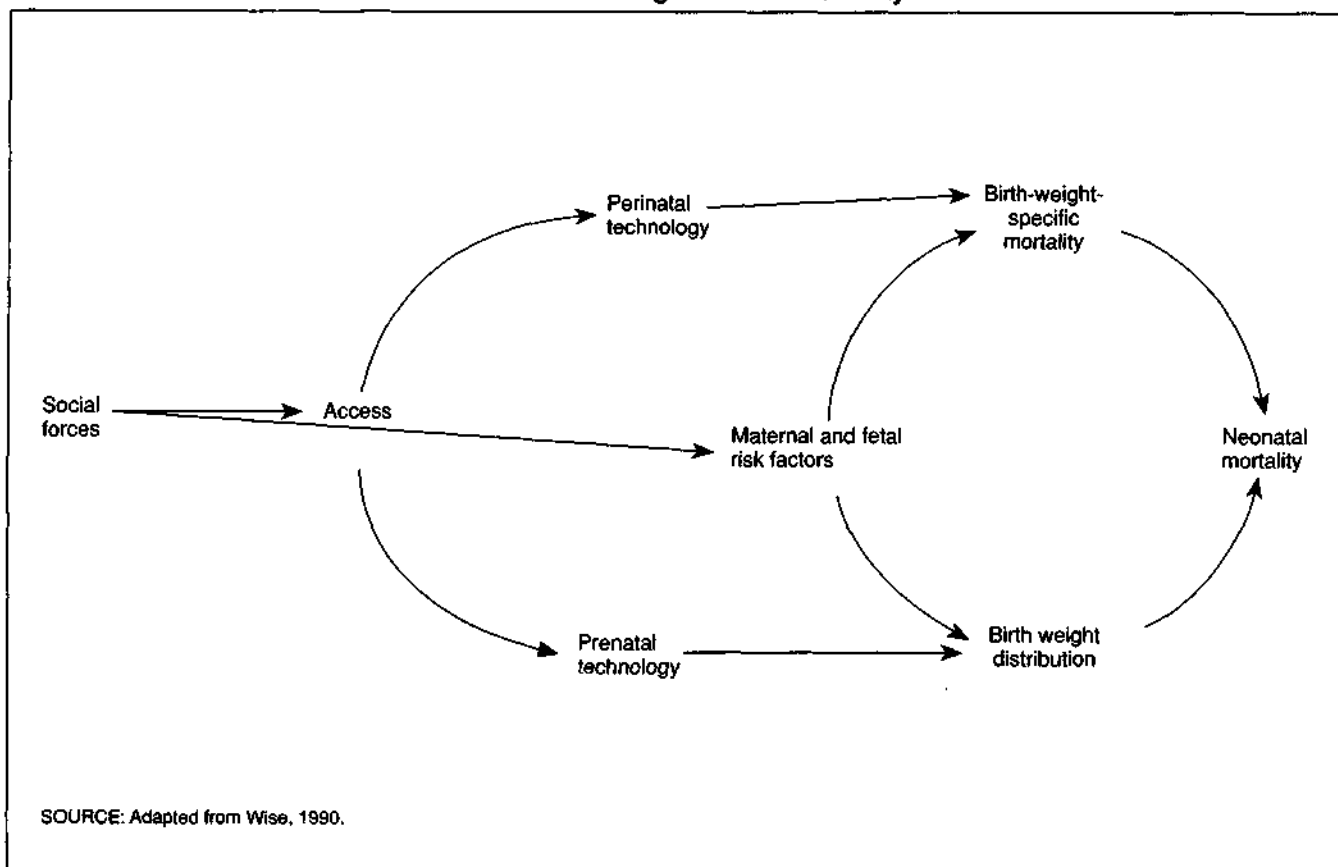 Perinatal
technology
Birth-weight-
specific
mortality
Social
forces
Access
Maternal and fetal
risk factors
Neonatal
mortality
Prenatal
technology
Birth weight
distribution
SOURCE: Adapted from Wise, 1990.